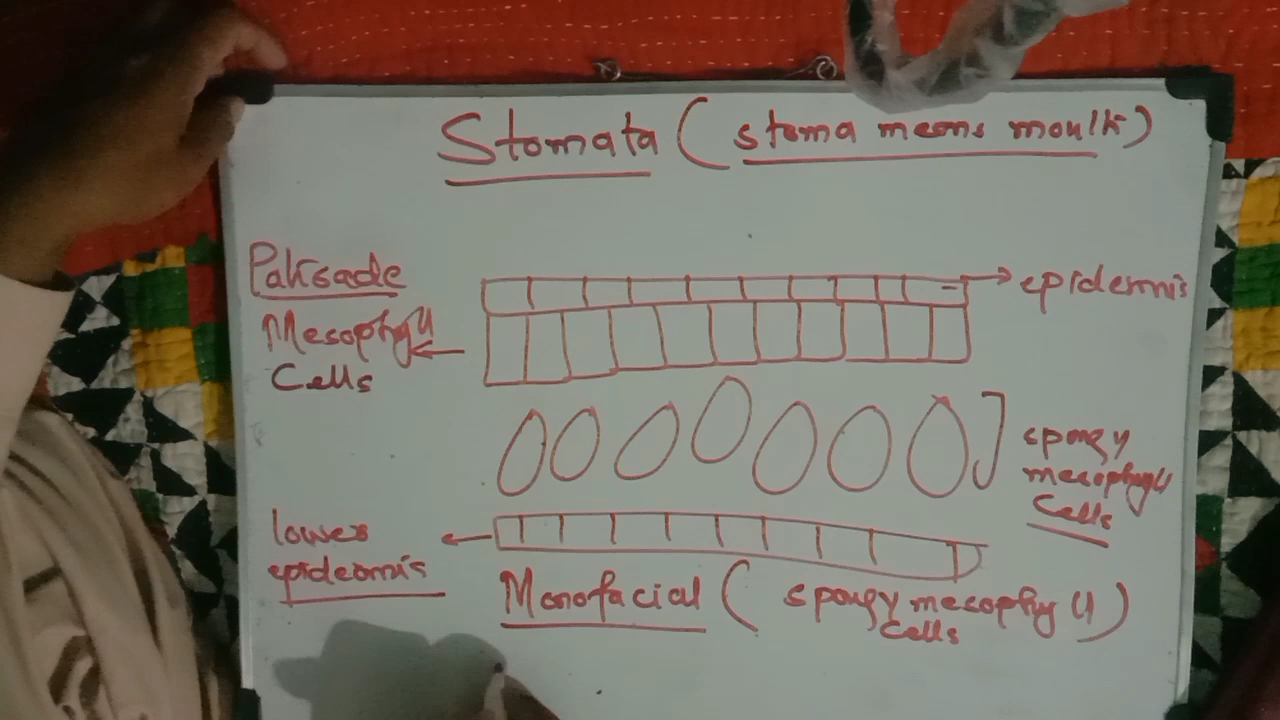 Stomata (stoma means mouth)
Palisade
Mesophyll
Cells
epidermis
spongy
mesophyll
Cells
lower
epidermis
Monofacial (spongy mesophyll)
cells